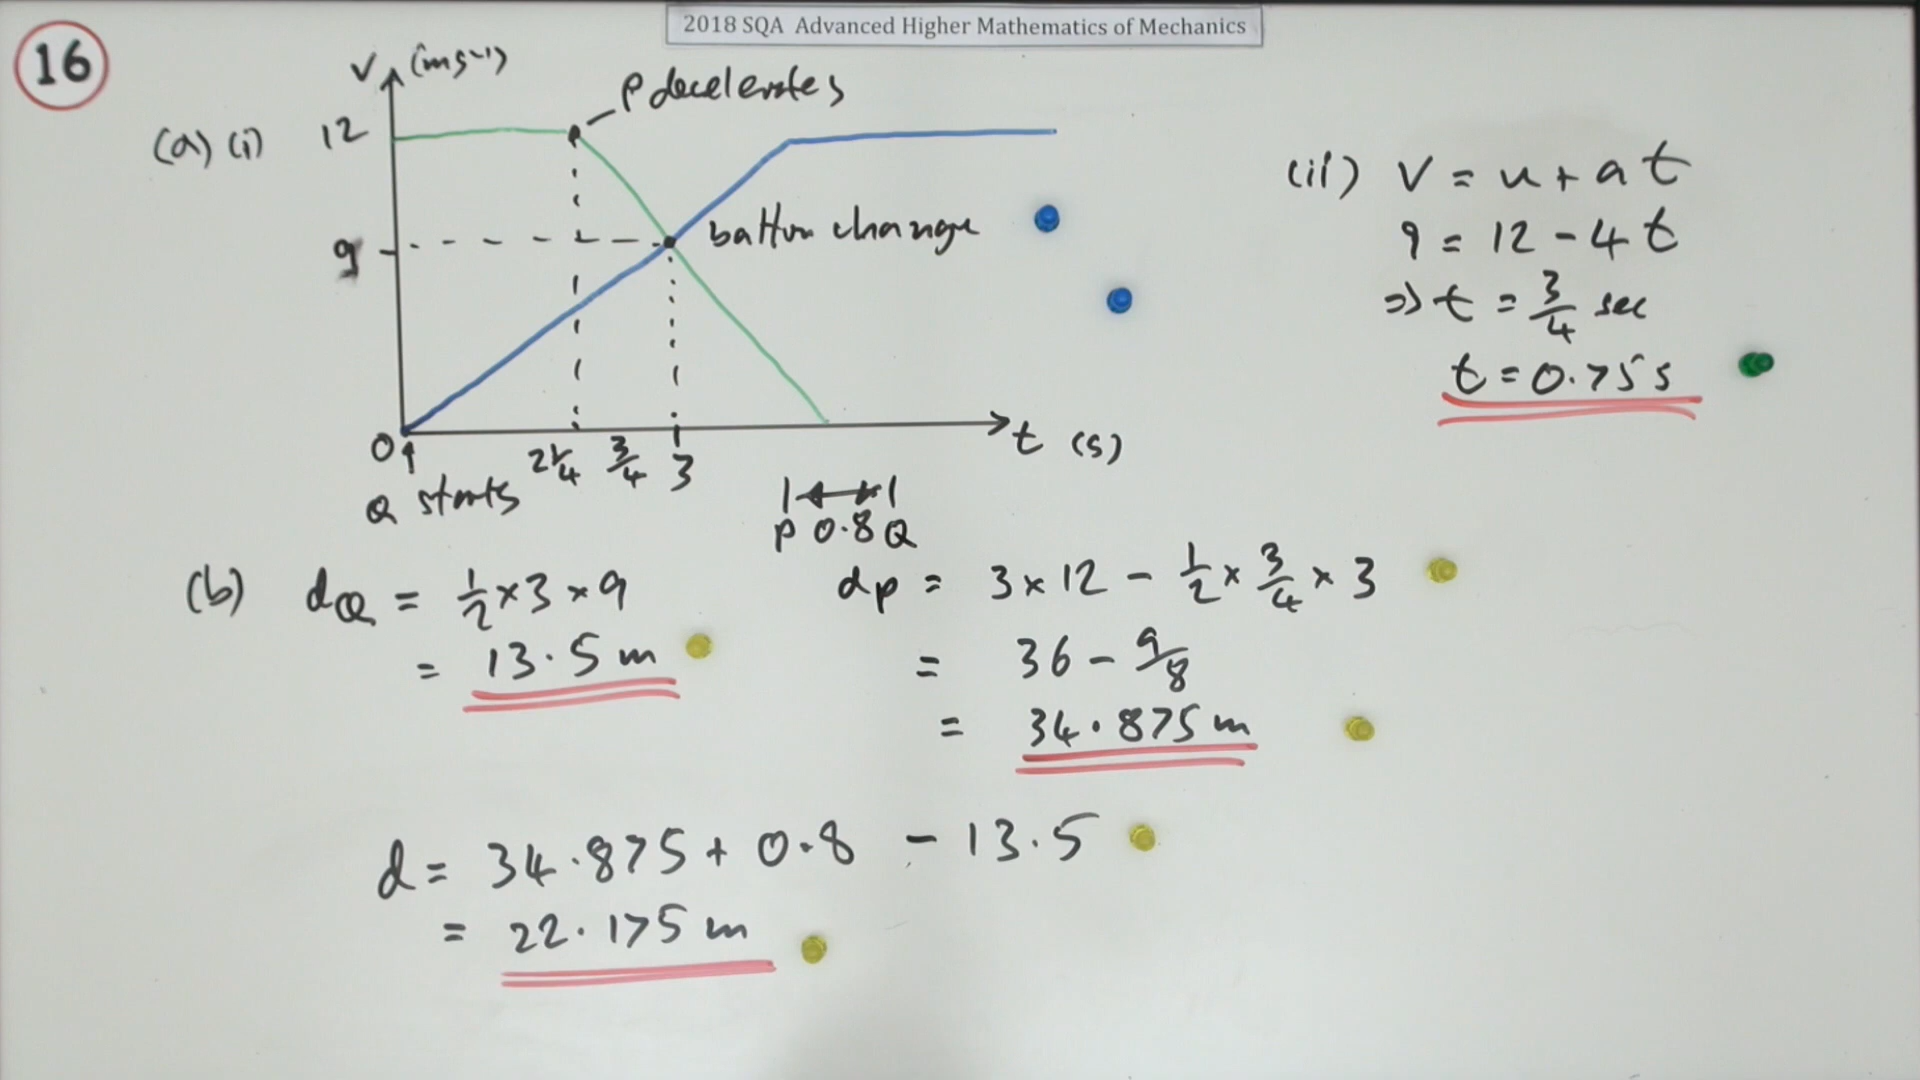 2018 SQA Advanced Higher Mathematics of Mechanics
16
(a) (i)
V (ms⁻¹)
P decelerates
12
9
batton change
0
2 1/4
3/4
3
t (s)
Q starts
P 0.8 Q
(ii) V = u + at
9 = 12 - 4t
⇒ t = 3/4 sec
t = 0.75 s
(b) dQ = 1/2 × 3 × 9
= 13.5 m
dp = 3 × 12 - 1/2 × 3/4 × 3
= 36 - 9/8
= 34.875 m
d = 34.875 + 0.8 - 13.5
= 22.175 m